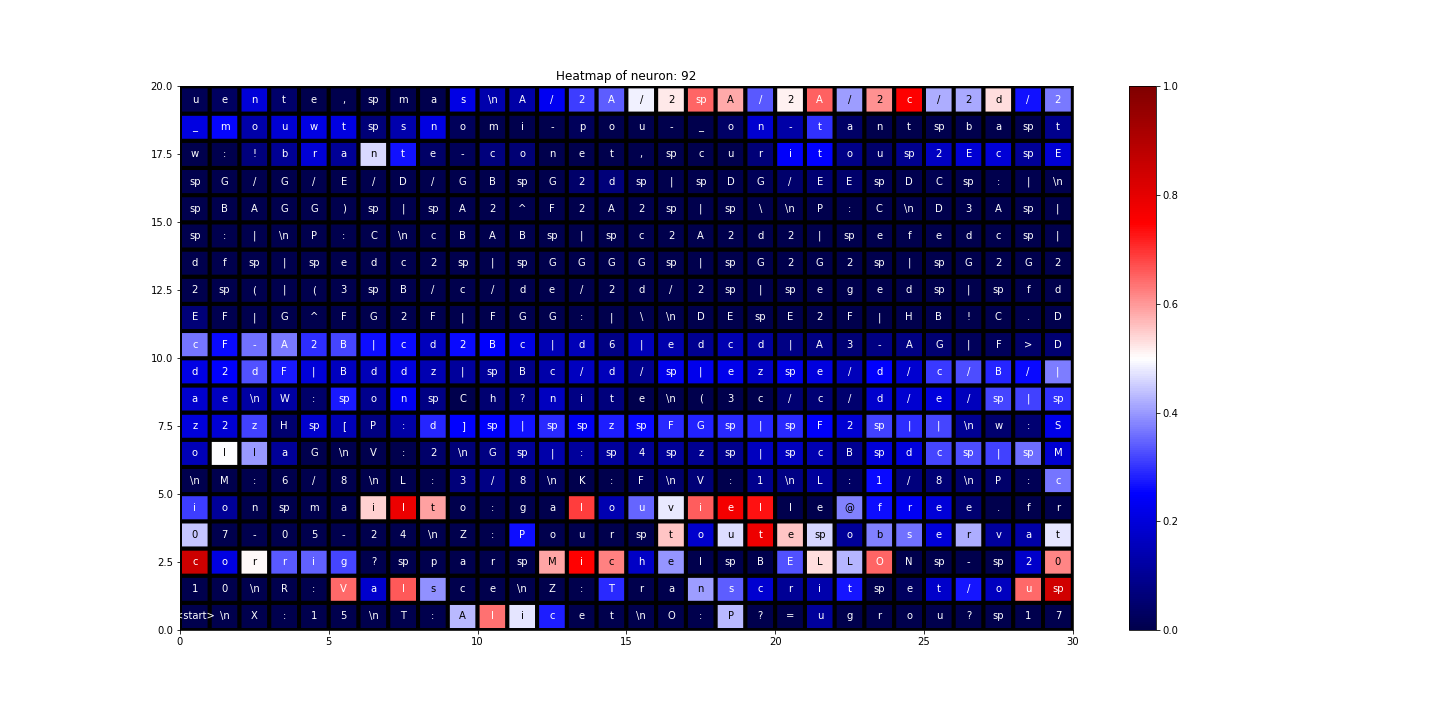 Heatmap of neuron: 92
20.0 u e n t e , sp m a s \n A / 2 A / 2 sp A / 2 A / 2 c / 2 d / 2 1.0
_ m o u w t sp s n o m i - p o u - _ o n - t a n t sp b a sp t
17.5 w : ! b r a n t e - c o n e t , sp c u r i t o u sp 2 E c sp E
sp G / G / E / D / G B sp G 2 d sp | sp D G / E E sp D C sp : | \n
15.0 sp B A G G ) sp | sp A 2 ^ F 2 A 2 sp | sp \ \n P : C \n D 3 A sp | 0.8
sp : | \n P : C \n c B A B sp | sp c 2 A 2 d 2 | sp e f e d c sp |
d f sp | sp e d c 2 sp | sp G G G G sp | sp G 2 G 2 sp | sp G 2 G 2
12.5 2 sp ( | ( 3 sp B / c / d e / 2 d / 2 sp | sp e g e d sp | sp f d
E F | G ^ F G 2 F | F G G : | \ \n D E sp E 2 F | H B ! C . D 0.6
10.0 c F - A 2 B | c d 2 B c | d 6 | e d c d | A 3 - A G | F > D
d 2 d F | B d d z | sp B c / d / sp | e z sp e / d / c / B / |
a e \n W : sp o n sp C h ? n i t e \n ( 3 c / c / d / e / sp | sp 0.4
7.5 z 2 z H sp [ P : d ] sp | sp sp z sp F G sp | sp F 2 sp | | \n w : S
o l l a G \n V : 2 \n G sp | : sp 4 sp z sp | sp c B sp d c sp | sp M
\n M : 6 / 8 \n L : 3 / 8 \n K : F \n V : 1 \n L : 1 / 8 \n P : c
5.0 i o n sp m a i l t o : g a l o u v i e l l e @ f r e e . f r
0 7 - 0 5 - 2 4 \n Z : P o u r sp t o u t e sp o b s e r v a t 0.2
2.5 c o r r i g ? sp p a r sp M i c h e l sp B E L L O N sp - sp 2 0
1 0 \n R : V a l s c e \n Z : T r a n s c r i t sp e t / o u sp
0.0 <start> \n X : 1 5 \n T : A l i c e t \n O : P ? = u g r o u ? sp 1 7 0.0
0 5 10 15 20 25 30